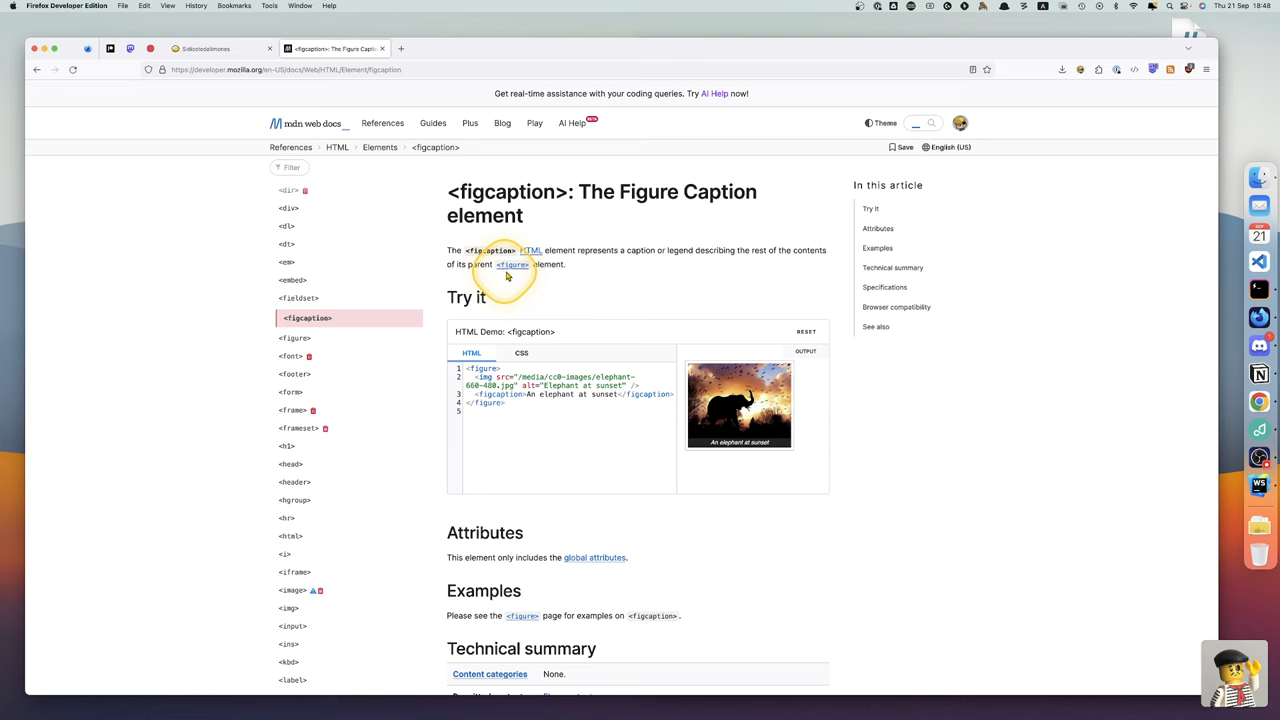 Firefox Developer Edition File Edit View History Bookmarks Tools Window Help
Thu 21 Sep 18:48
Sidkostedalimones
<figcaption>: The Figure Captio
https://developer.mozilla.org/en-US/docs/Web/HTML/Element/figcaption
Get real-time assistance with your coding queries. Try AI Help now!
mdn web docs_ References Guides Plus Blog Play AI Help BETA Theme
References HTML Elements <figcaption> Save English (US)
Filter
<dir>
<div>
<dl>
<dt>
<em>
<embed>
<fieldset>
<figcaption>
<figure>
<font>
<footer>
<form>
<frame>
<frameset>
<h1>
<head>
<header>
<hgroup>
<hr>
<html>
<i>
<iframe>
<image>
<img>
<input>
<ins>
<kbd>
<label>
<figcaption>: The Figure Caption
element
The <figcaption> HTML element represents a caption or legend describing the rest of the contents
of its parent <figure> element.
Try it
HTML Demo: <figcaption> RESET
HTML CSS OUTPUT
1 <figure>
2 <img src="/media/cc0-images/elephant-
660-480.jpg" alt="Elephant at sunset" />
3 <figcaption>An elephant at sunset</figcaption>
4 </figure>
5
An elephant at sunset
Attributes
This element only includes the global attributes.
Examples
Please see the <figure> page for examples on <figcaption>.
Technical summary
Content categories None.
In this article
Try it
Attributes
Examples
Technical summary
Specifications
Browser compatibility
See also
SEP
21
1
WS